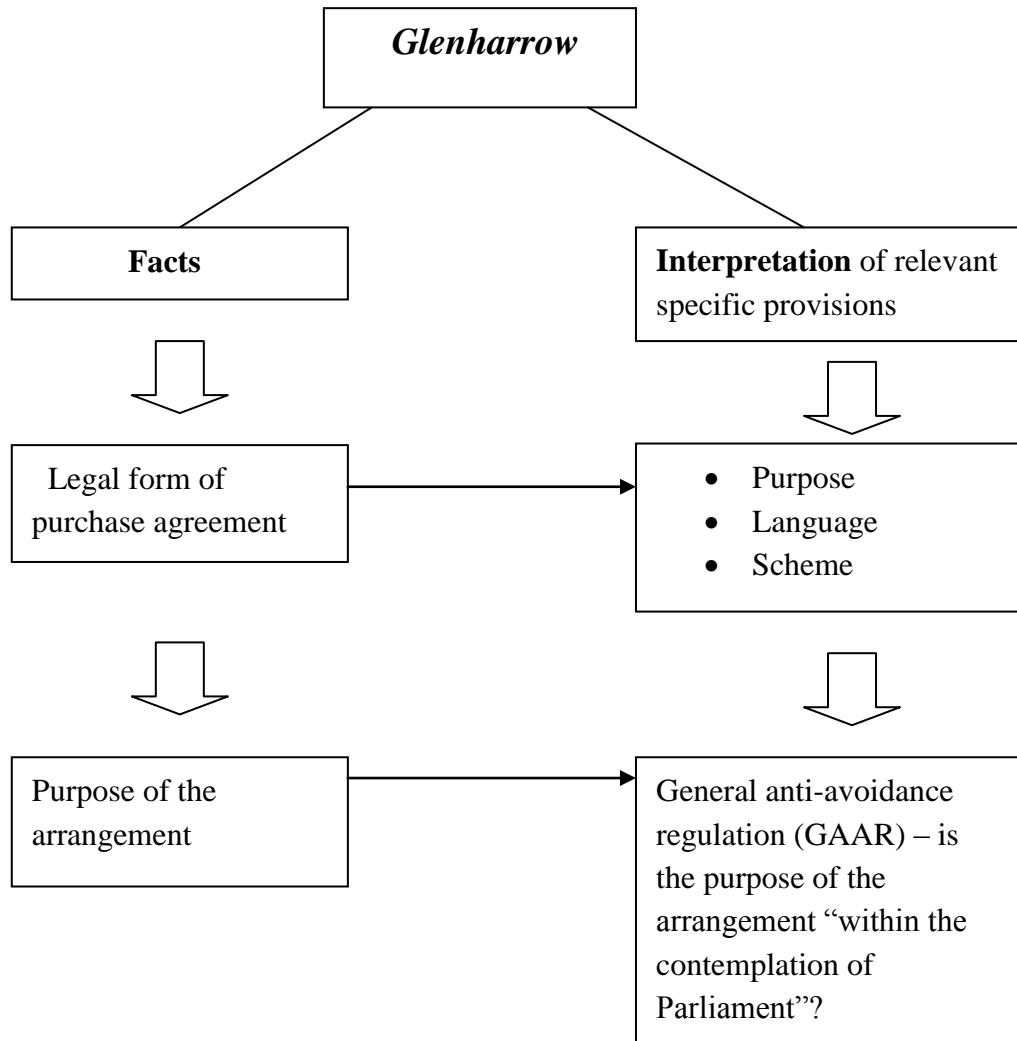 Glenharrow
Facts
Interpretation of relevant
specific provisions
Legal form of
purchase agreement
• Purpose
• Language
• Scheme
Purpose of the
arrangement
General anti-avoidance
regulation (GAAR) – is
the purpose of the
arrangement “within the
contemplation of
Parliament”?